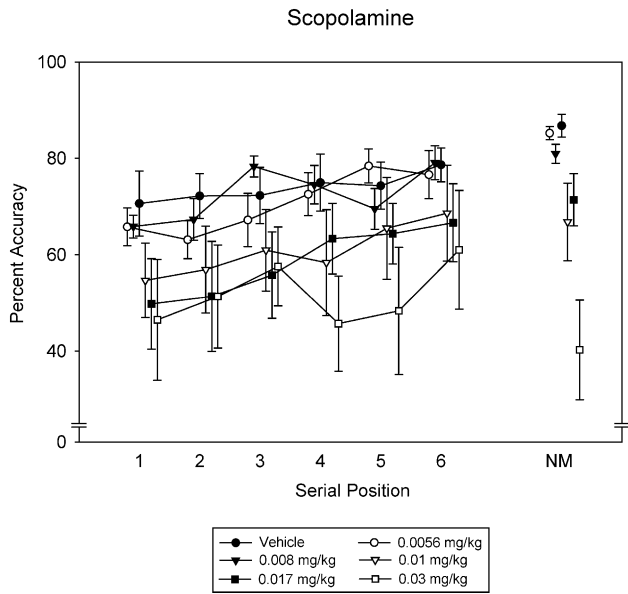 Scopolamine
100
80
60
40
0
Percent Accuracy
1 2 3 4 5 6 NM
Serial Position
Vehicle 0.0056 mg/kg
0.008 mg/kg 0.01 mg/kg
0.017 mg/kg 0.03 mg/kg